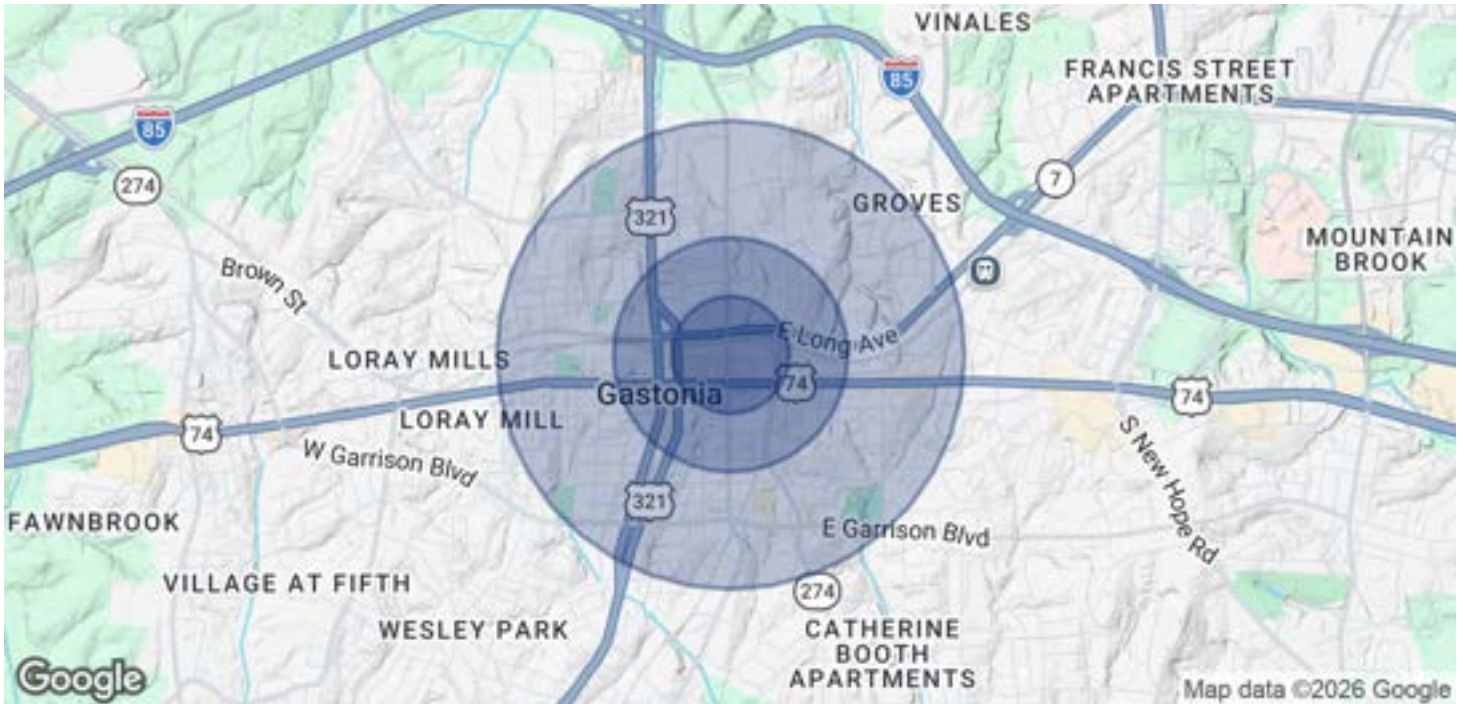 VINALES
FRANCIS STREET
APARTMENTS
85
85
274
7
321
GROVES
MOUNTAIN
BROOK
Brown St
E Long Ave
LORAY MILLS
Gastonia
74
74
LORAY MILL
74
W Garrison Blvd
S New Hope Rd
321
FAWNBROOK
E Garrison Blvd
VILLAGE AT FIFTH
274
WESLEY PARK
CATHERINE
BOOTH
APARTMENTS
Google
Map data ©2026 Google